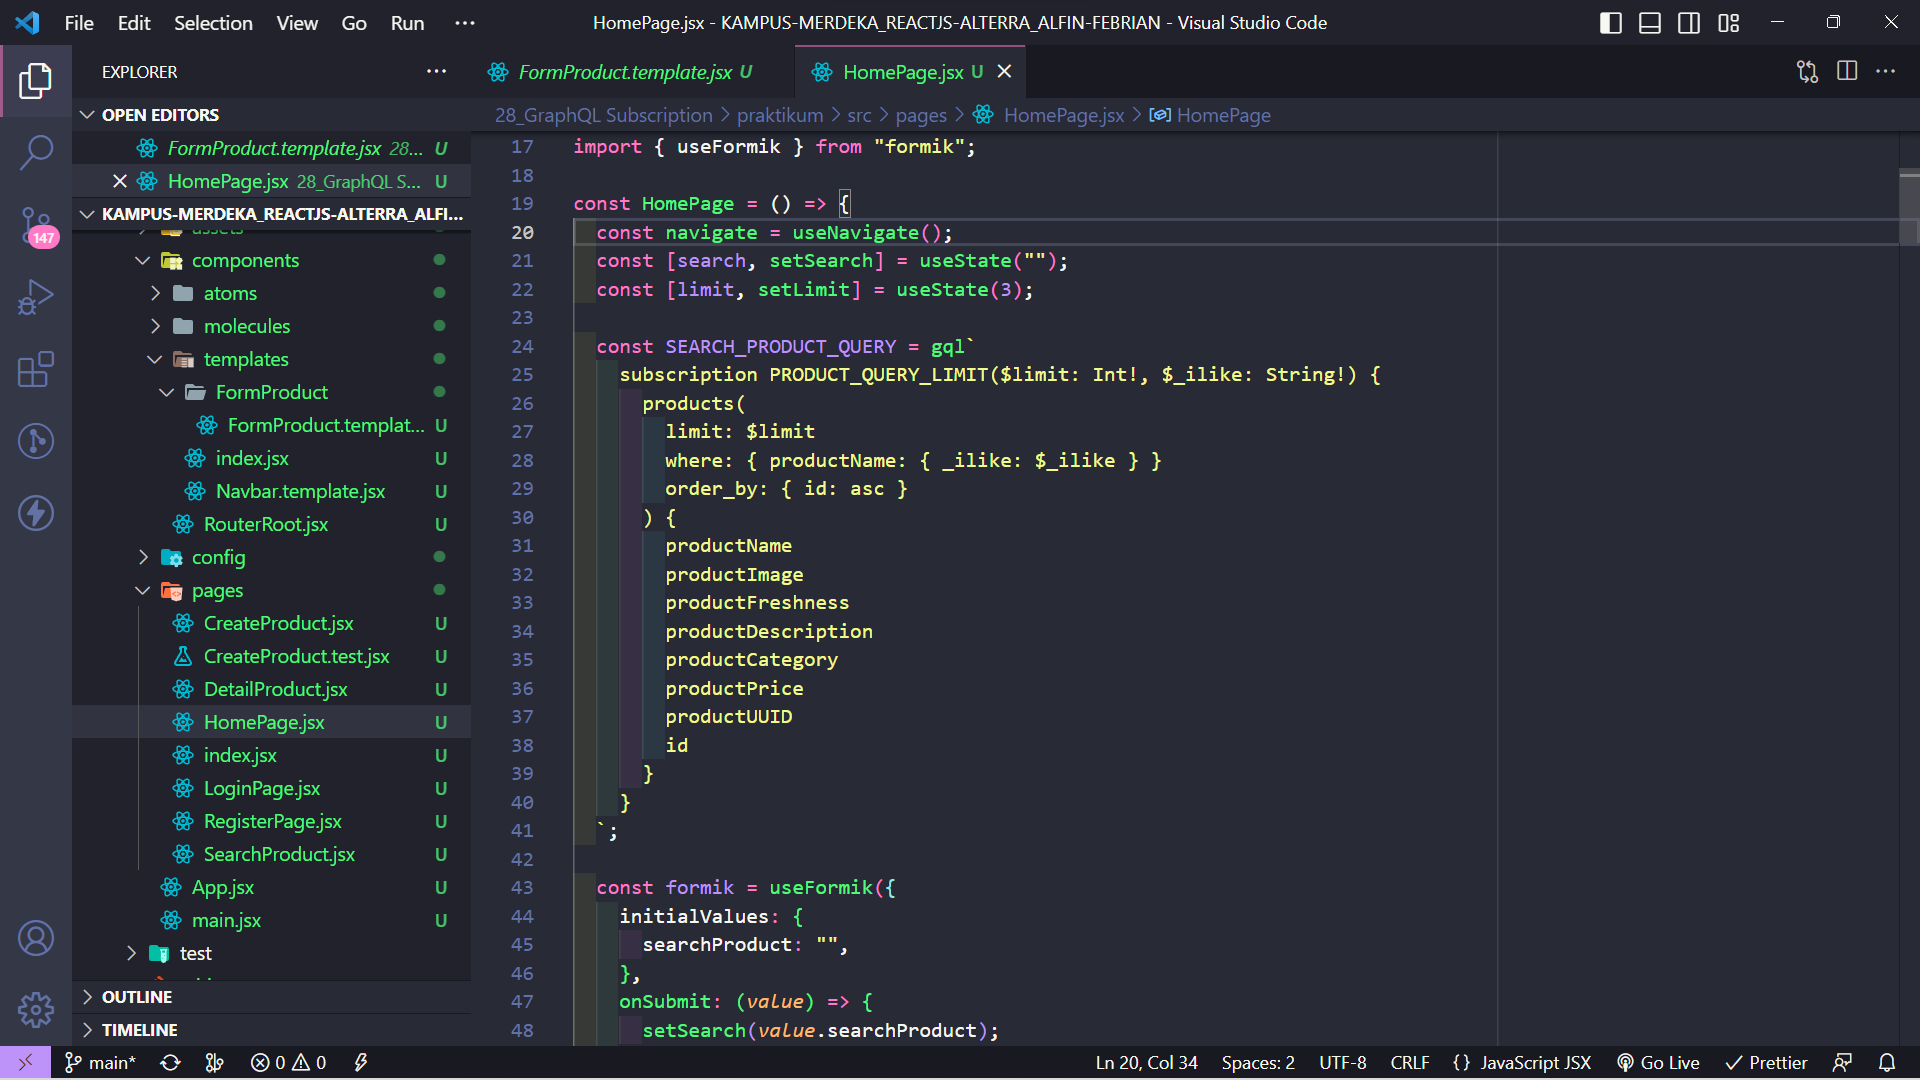 File Edit Selection View Go Run ···
HomePage.jsx - KAMPUS-MERDEKA_REACTJS-ALTERRA_ALFIN-FEBRIAN - Visual Studio Code
EXPLORER ···
OPEN EDITORS
FormProduct.template.jsx 28... U
HomePage.jsx 28_GraphQL S... U
KAMPUS-MERDEKA_REACTJS-ALTERRA_ALFI...
assets
components
atoms
molecules
templates
FormProduct
FormProduct.templat... U
index.jsx U
Navbar.template.jsx U
RouterRoot.jsx U
config
pages
CreateProduct.jsx U
CreateProduct.test.jsx U
DetailProduct.jsx U
HomePage.jsx U
index.jsx U
LoginPage.jsx U
RegisterPage.jsx U
SearchProduct.jsx U
App.jsx U
main.jsx U
test
OUTLINE
TIMELINE
147
FormProduct.template.jsx U
HomePage.jsx U
28_GraphQL Subscription > praktikum > src > pages > HomePage.jsx > HomePage
17 import { useFormik } from "formik";
18
19 const HomePage = () => {
20 const navigate = useNavigate();
21 const [search, setSearch] = useState("");
22 const [limit, setLimit] = useState(3);
23
24 const SEARCH_PRODUCT_QUERY = gql`
25 subscription PRODUCT_QUERY_LIMIT($limit: Int!, $_ilike: String!) {
26 products(
27 limit: $limit
28 where: { productName: { _ilike: $_ilike } }
29 order_by: { id: asc }
30 ) {
31 productName
32 productImage
33 productFreshness
34 productDescription
35 productCategory
36 productPrice
37 productUUID
38 id
39 }
40 }
41 `;
42
43 const formik = useFormik({
44 initialValues: {
45 searchProduct: "",
46 },
47 onSubmit: (value) => {
48 setSearch(value.searchProduct);
main* 0 0
Ln 20, Col 34 Spaces: 2 UTF-8 CRLF {} JavaScript JSX Go Live Prettier